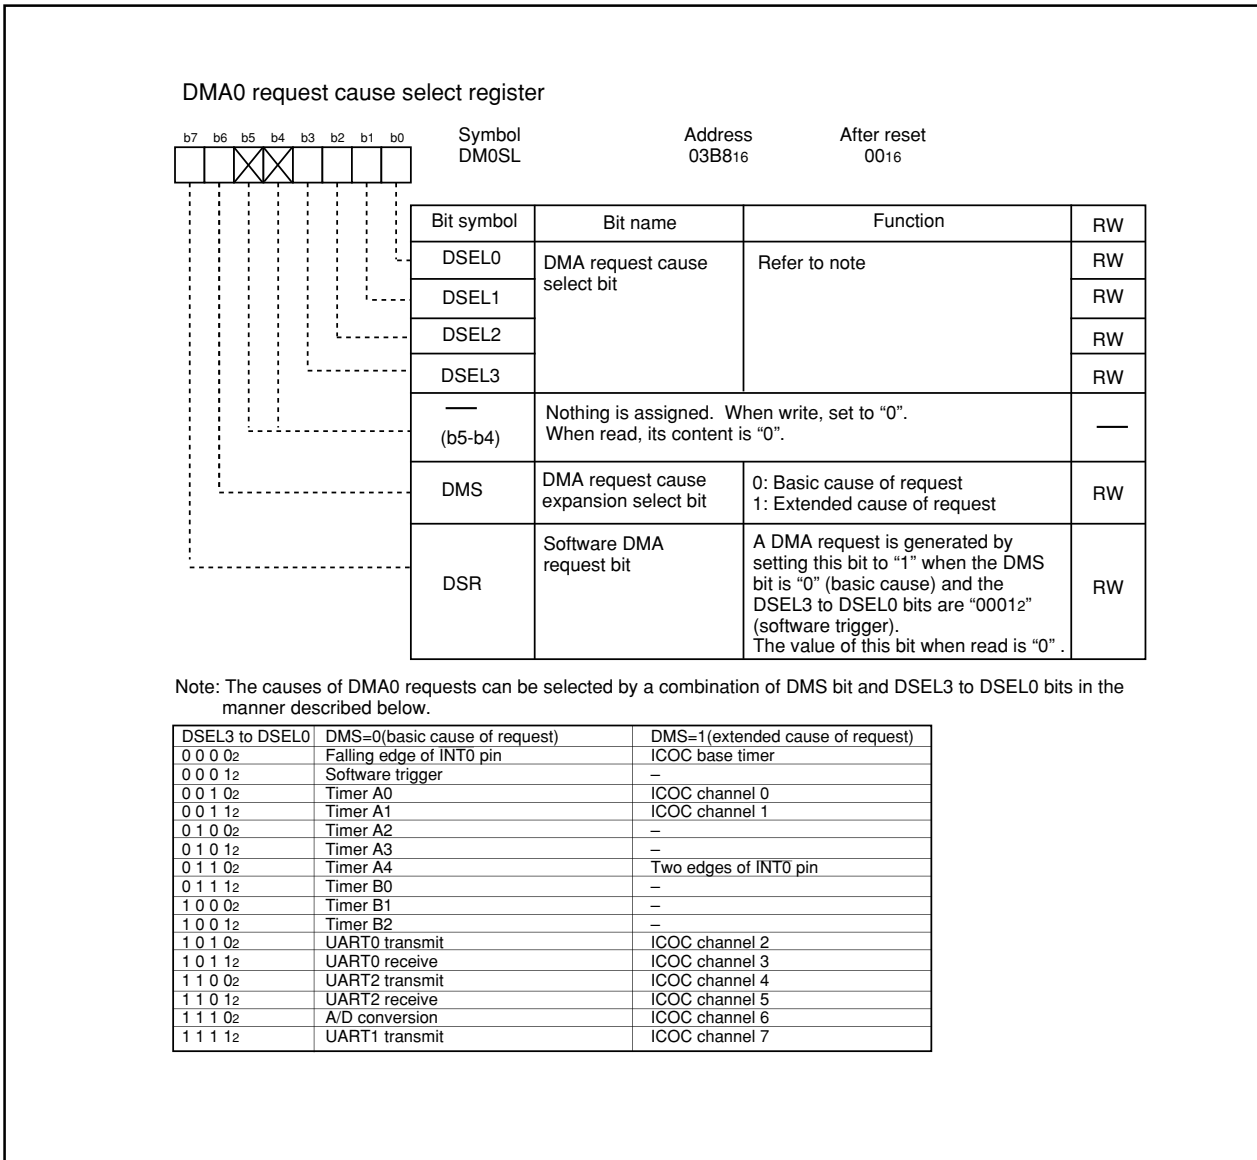 DMA0 request cause select register
b7 b6 b5 b4 b3 b2 b1 b0
Symbol Address After reset
DM0SL 03B816 0016
Bit symbol Bit name Function RW
DSEL0 DMA request cause select bit Refer to note RW
DSEL1 RW
DSEL2 RW
DSEL3 RW
— (b5-b4) Nothing is assigned. When write, set to “0”. —
When read, its content is “0”.
DMS DMA request cause expansion select bit 0: Basic cause of request RW
1: Extended cause of request
DSR Software DMA request bit A DMA request is generated by RW
setting this bit to “1” when the DMS
bit is “0” (basic cause) and the
DSEL3 to DSEL0 bits are “00012”
(software trigger).
The value of this bit when read is “0” .
Note: The causes of DMA0 requests can be selected by a combination of DMS bit and DSEL3 to DSEL0 bits in the
manner described below.
DSEL3 to DSEL0 DMS=0(basic cause of request) DMS=1(extended cause of request)
0 0 0 02 Falling edge of INT0 pin ICOC base timer
0 0 0 12 Software trigger –
0 0 1 02 Timer A0 ICOC channel 0
0 0 1 12 Timer A1 ICOC channel 1
0 1 0 02 Timer A2 –
0 1 0 12 Timer A3 –
0 1 1 02 Timer A4 Two edges of INT0 pin
0 1 1 12 Timer B0 –
1 0 0 02 Timer B1 –
1 0 0 12 Timer B2 –
1 0 1 02 UART0 transmit ICOC channel 2
1 0 1 12 UART0 receive ICOC channel 3
1 1 0 02 UART2 transmit ICOC channel 4
1 1 0 12 UART2 receive ICOC channel 5
1 1 1 02 A/D conversion ICOC channel 6
1 1 1 12 UART1 transmit ICOC channel 7